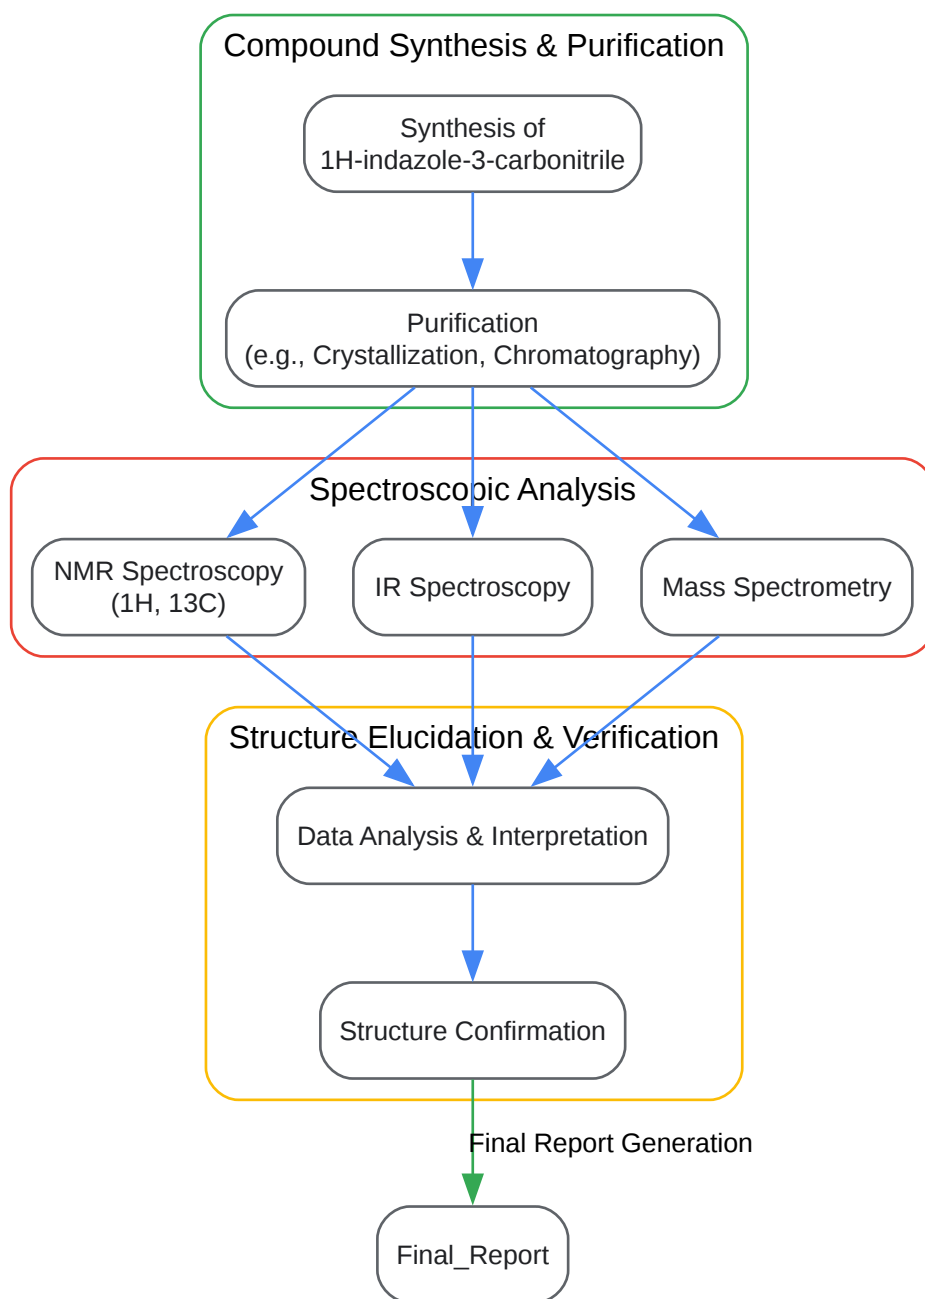 Compound Synthesis & Purification
Synthesis of
1H-indazole-3-carbonitrile
Purification
(e.g., Crystallization, Chromatography)
Spectroscopic Analysis
NMR Spectroscopy
(1H, 13C)
IR Spectroscopy
Mass Spectrometry
Structure Elucidation & Verification
Data Analysis & Interpretation
Structure Confirmation
Final Report Generation
Final_Report